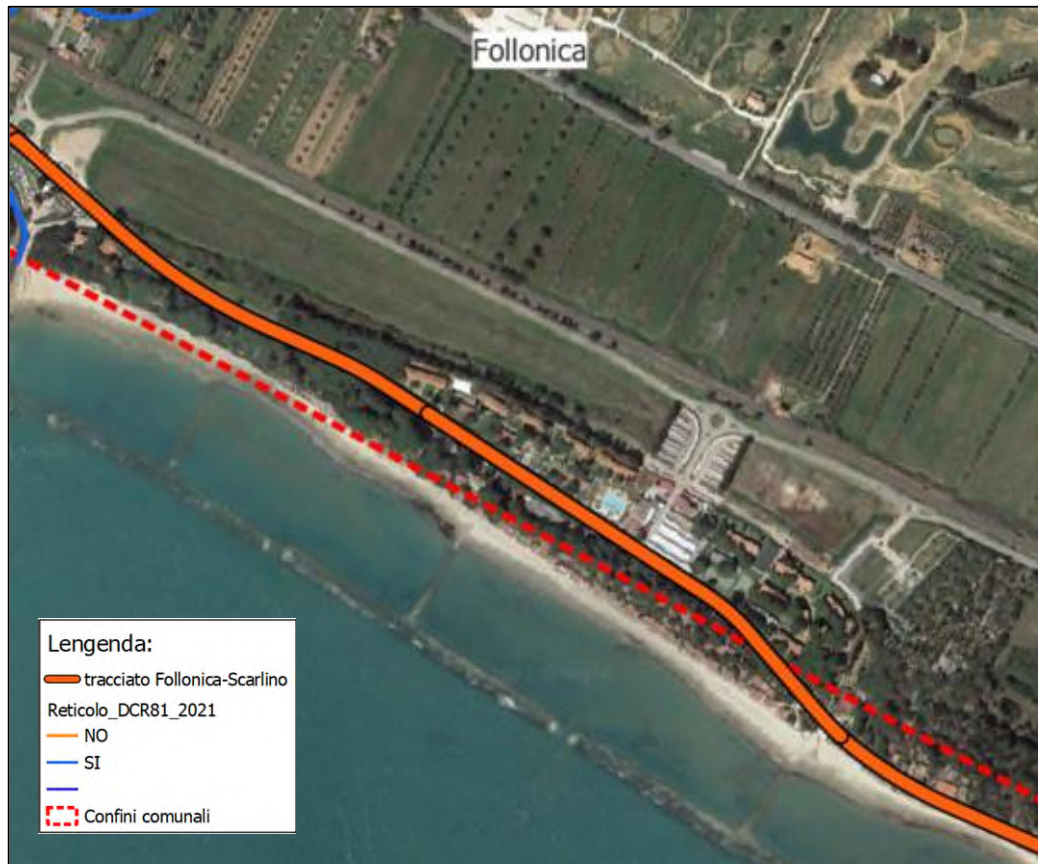 Follonica
Lengenda:
tracciato Follonica-Scarlino
Reticolo_DCR81_2021
NO
SI
Confini comunali